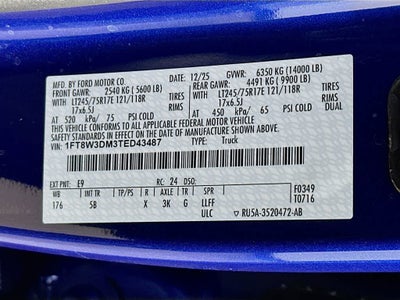 MFD. BY FORD MOTOR CO. 12/25 GVWR: 6350 KG (14000 LB)
FRONT GAWR: 2540 KG (5600 LB) REAR GAWR: 4491 KG (9900 LB)
WITH LT245/75R17E 121/118R TIRES WITH LT245/75R17E 121/118R TIRES
17x6.5J RIMS 17x6.5J RIMS
AT 520 kPa/ 75 PSI COLD AT 450 kPa/ 65 PSI COLD
THIS VEHICLE CONFORMS TO ALL APPLICABLE FEDERAL MOTOR VEHICLE
SAFETY STANDARDS IN EFFECT ON THE DATE OF MANUFACTURE SHOWN ABOVE.
VIN: 1FT8W3DM3TED43487 TYPE: Truck
EXT PNT: E9 RC: 24 DSO: F0349
WB INT TR TP/PS R AXLE TR SPR T0716
176 5B X 3K G LLFF
ULC RU5A-3520472-AB